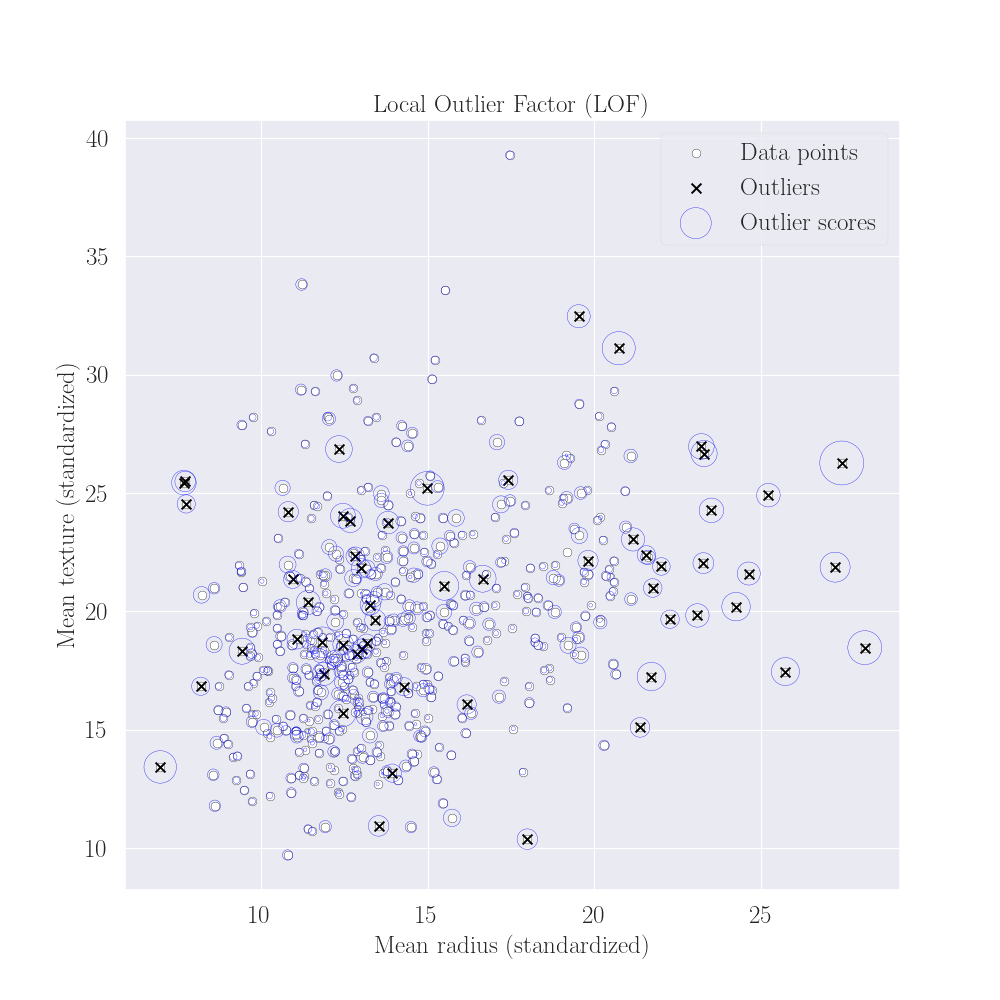 Local Outlier Factor (LOF)
Data points
Outliers
Outlier scores
40
35
30
25
20
15
10
Mean texture (standardized)
10
15
20
25
Mean radius (standardized)